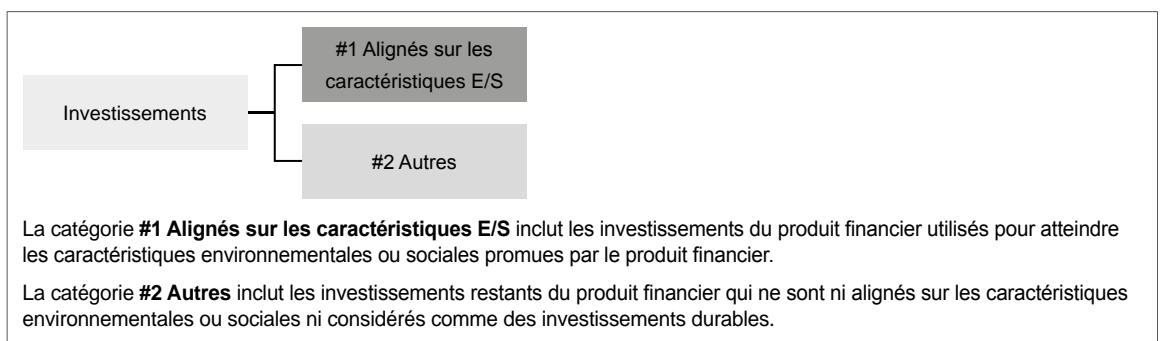 #1 Alignés sur les
caractéristiques E/S
Investissements
#2 Autres
La catégorie #1 Alignés sur les caractéristiques E/S inclut les investissements du produit financier utilisés pour atteindre
les caractéristiques environnementales ou sociales promues par le produit financier.
La catégorie #2 Autres inclut les investissements restants du produit financier qui ne sont ni alignés sur les caractéristiques
environnementales ou sociales ni considérés comme des investissements durables.